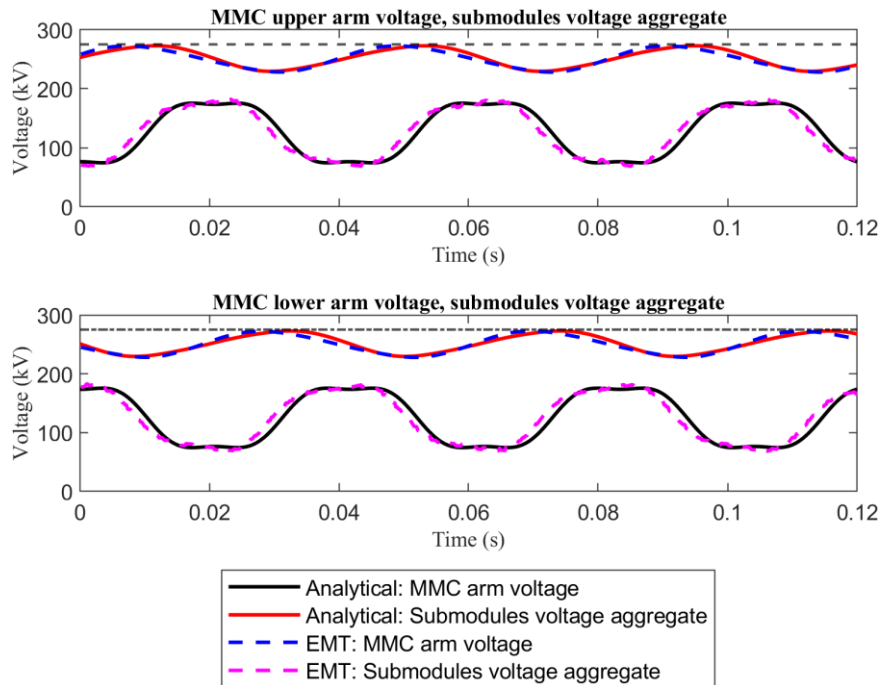 MMC upper arm voltage, submodules voltage aggregate
300
200
100
0
Voltage (kV)
0 0.02 0.04 0.06 0.08 0.1 0.12
Time (s)
MMC lower arm voltage, submodules voltage aggregate
300
200
100
0
Voltage (kV)
0 0.02 0.04 0.06 0.08 0.1 0.12
Time (s)
Analytical: MMC arm voltage
Analytical: Submodules voltage aggregate
EMT: MMC arm voltage
EMT: Submodules voltage aggregate